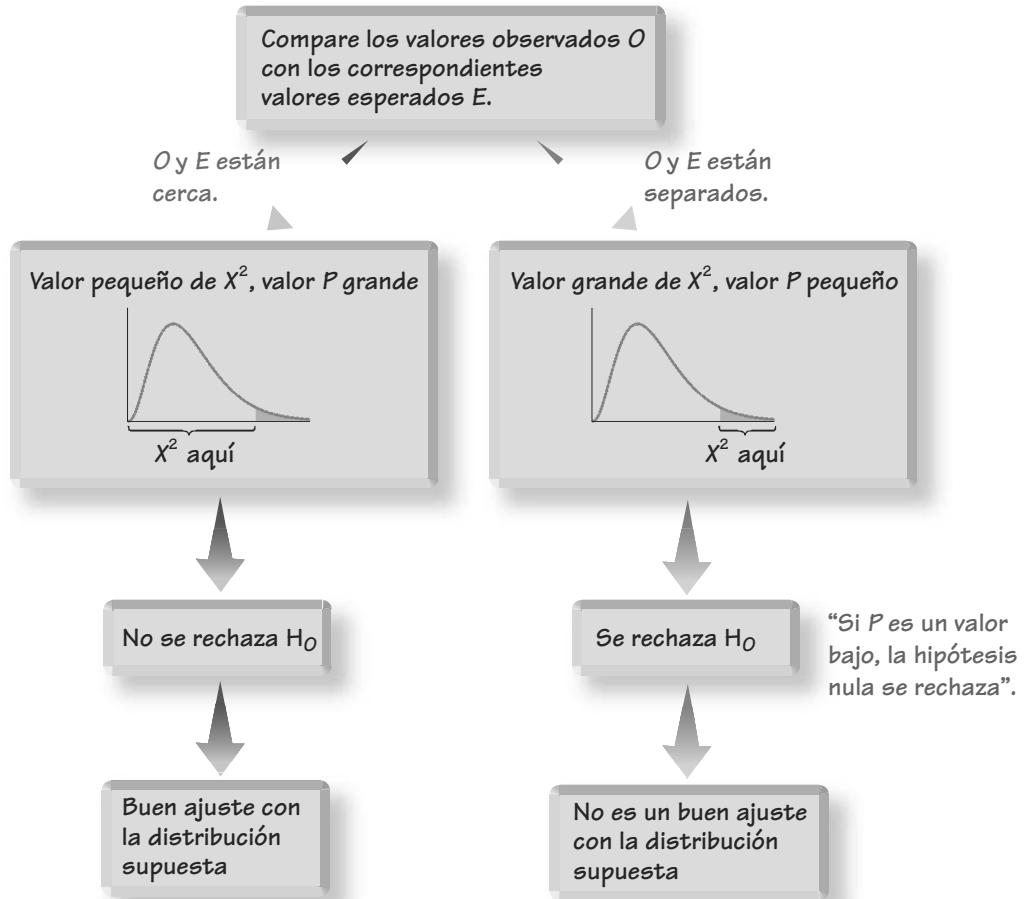 Compare los valores observados O
con los correspondientes
valores esperados E.
O y E están
cerca.
O y E están
separados.
Valor pequeño de X², valor P grande
X² aquí
Valor grande de X², valor P pequeño
X² aquí
No se rechaza H₀
Se rechaza H₀
“Si P es un valor
bajo, la hipótesis
nula se rechaza”.
Buen ajuste con
la distribución
supuesta
No es un buen ajuste
con la distribución
supuesta